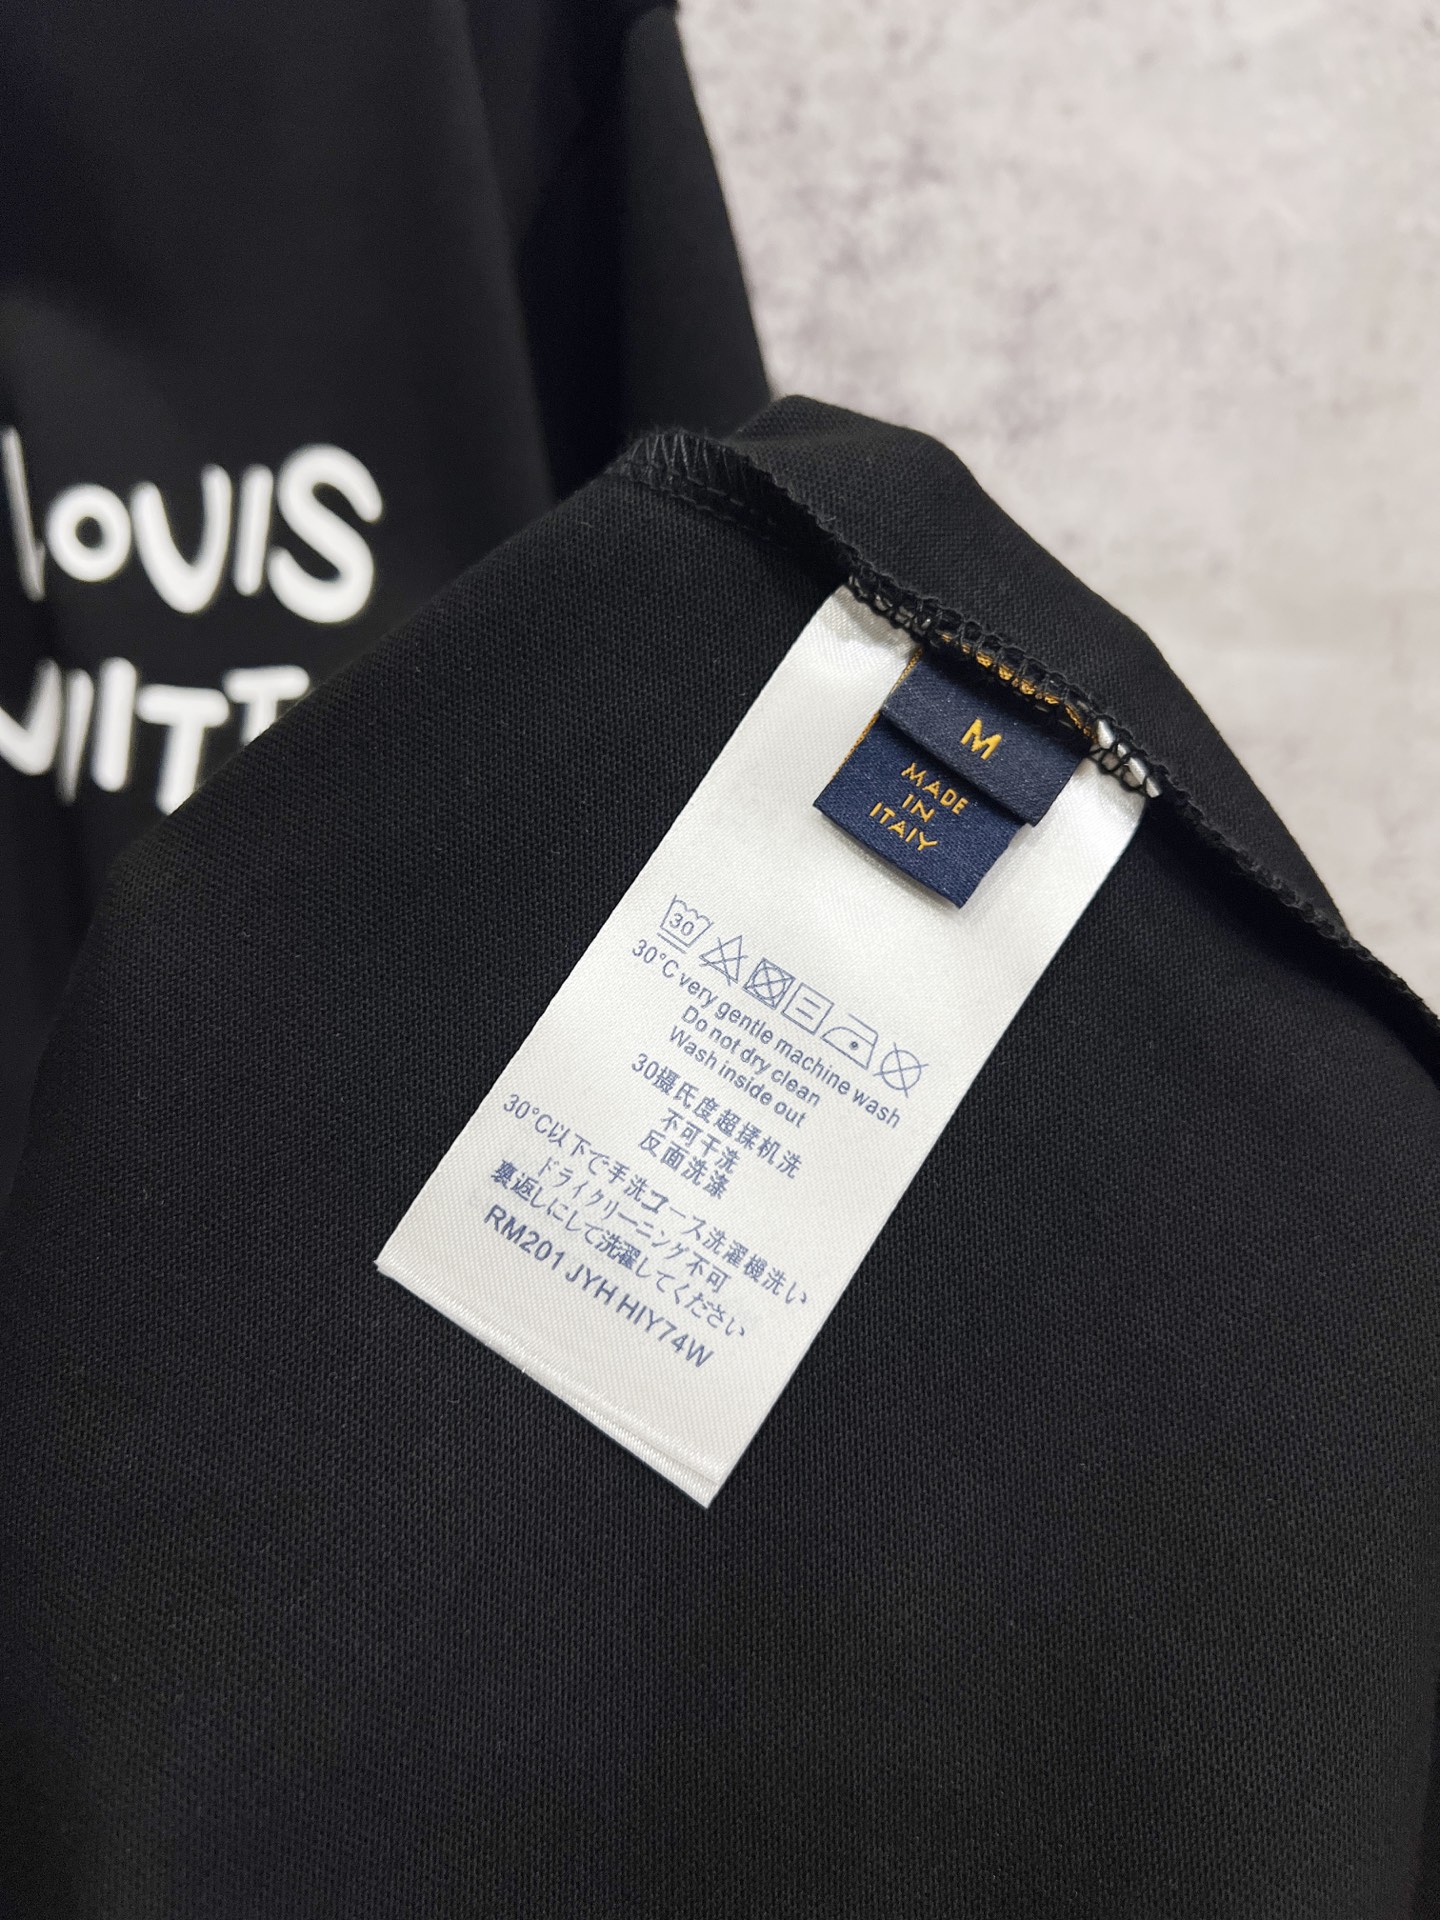 LOUIS
VUITT
M
MADE
IN
ITAIY
30
30°C very gentle machine wash
Do not dry clean
Wash inside out
30摄氏度超揉机洗
不可干洗
反面洗涤
30°C以下で手洗コース洗濯機洗い
ドライクリーニング不可
裏返しにして洗濯してください
RM201 JYH HIY74W